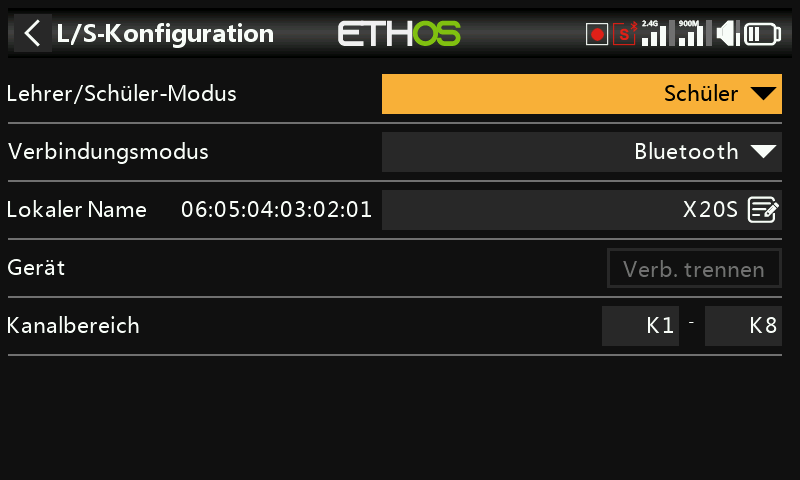 L/S-Konfiguration ETHOS S 2.4G 900M
Lehrer/Schüler-Modus Schüler
Verbindungsmodus Bluetooth
Lokaler Name 06:05:04:03:02:01 X20S
Gerät Verb. trennen
Kanalbereich K1 - K8